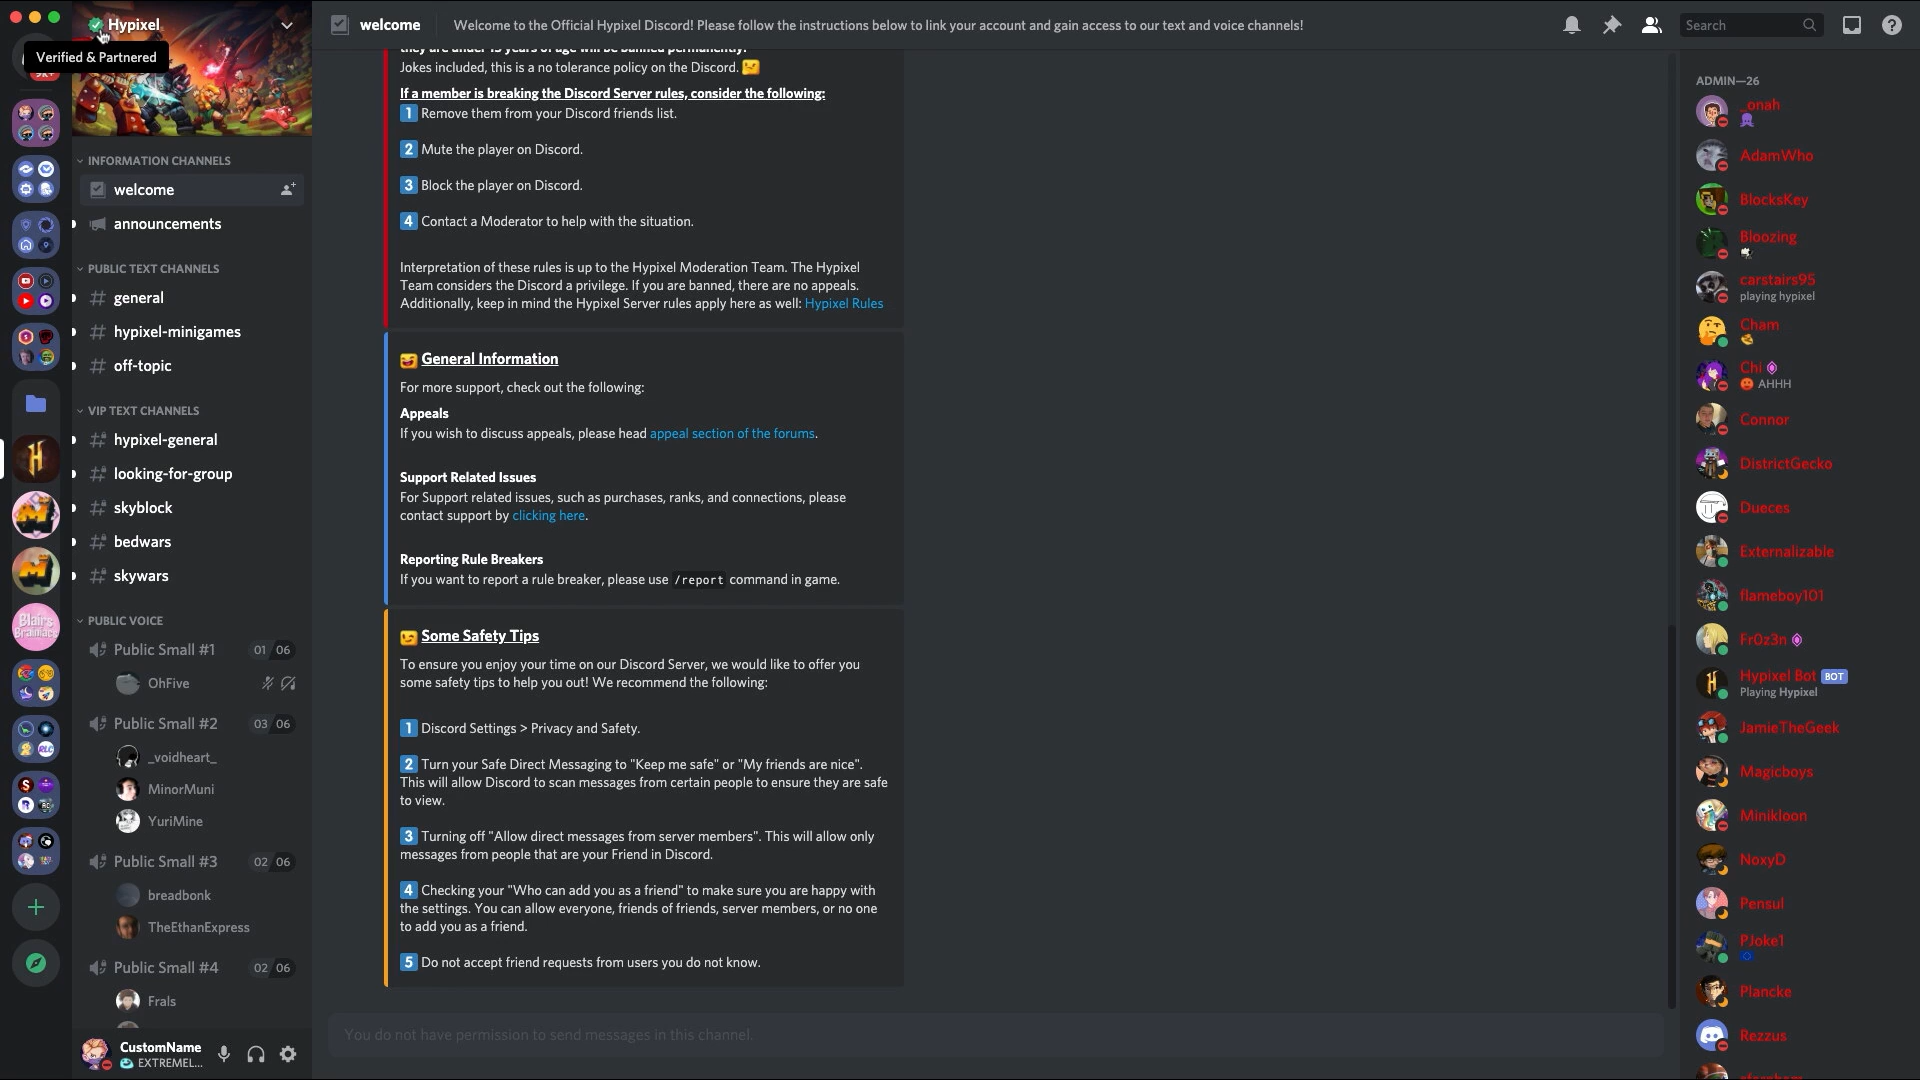 Hypixel
Verified & Partnered
9K+
INFORMATION CHANNELS
welcome
announcements
PUBLIC TEXT CHANNELS
general
hypixel-minigames
off-topic
VIP TEXT CHANNELS
hypixel-general
looking-for-group
skyblock
bedwars
skywars
Blairs
PUBLIC VOICE
Public Small #1 01 06
OhFive
Public Small #2 03 06
_voidheart_
MinorMuni
YuriMine
Public Small #3 02 06
breadbonk
TheEthanExpress
Public Small #4 02 06
Frals
CustomName
EXTREMEL...
welcome Welcome to the Official Hypixel Discord! Please follow the instructions below to link your account and gain access to our text and voice channels!
Search
they are under 13 years of age will be banned permanently!
Jokes included, this is a no tolerance policy on the Discord.
If a member is breaking the Discord Server rules, consider the following:
1 Remove them from your Discord friends list.
2 Mute the player on Discord.
3 Block the player on Discord.
4 Contact a Moderator to help with the situation.
Interpretation of these rules is up to the Hypixel Moderation Team. The Hypixel
Team considers the Discord a privilege. If you are banned, there are no appeals.
Additionally, keep in mind the Hypixel Server rules apply here as well: Hypixel Rules
General Information
For more support, check out the following:
Appeals
If you wish to discuss appeals, please head appeal section of the forums.
Support Related Issues
For Support related issues, such as purchases, ranks, and connections, please
contact support by clicking here.
Reporting Rule Breakers
If you want to report a rule breaker, please use /report command in game.
Some Safety Tips
To ensure you enjoy your time on our Discord Server, we would like to offer you
some safety tips to help you out! We recommend the following:
1 Discord Settings > Privacy and Safety.
2 Turn your Safe Direct Messaging to "Keep me safe" or "My friends are nice".
This will allow Discord to scan messages from certain people to ensure they are safe
to view.
3 Turning off "Allow direct messages from server members". This will allow only
messages from people that are your Friend in Discord.
4 Checking your "Who can add you as a friend" to make sure you are happy with
the settings. You can allow everyone, friends of friends, server members, or no one
to add you as a friend.
5 Do not accept friend requests from users you do not know.
You do not have permission to send messages in this channel.
ADMIN—26
_onah
AdamWho
BlocksKey
Bloozing
carstairs95
playing hypixel
Cham
Chi
AHHH
Connor
DistrictGecko
Dueces
Externalizable
flameboy101
Fr0z3n
Hypixel Bot BOT
Playing Hypixel
JamieTheGeek
Magicboys
Minikloon
NoxyD
Pensul
PJoke1
Plancke
Rezzus